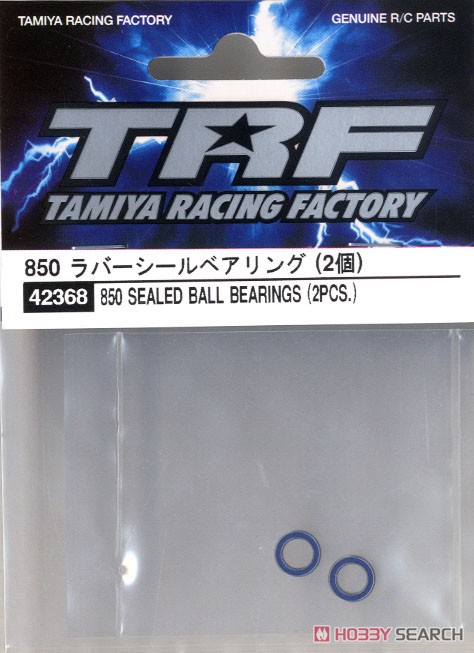 TAMIYA RACING FACTORY
GENUINE R/C PARTS
TRF
TAMIYA RACING FACTORY
850 ラバーシールベアリング (2個)
42368 850 SEALED BALL BEARINGS (2PCS.)
HOBBY SEARCH